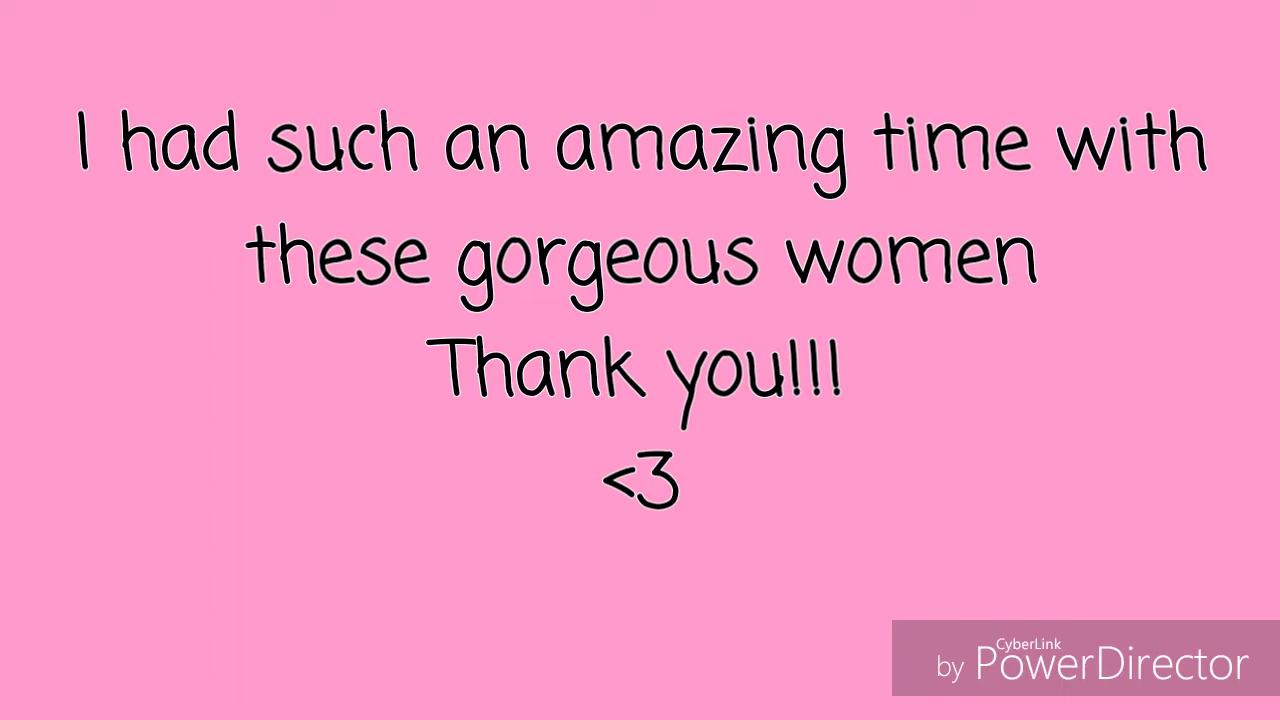 I had such an amazing time with
these gorgeous women
Thank you!!!
<3
CyberLink
by PowerDirector